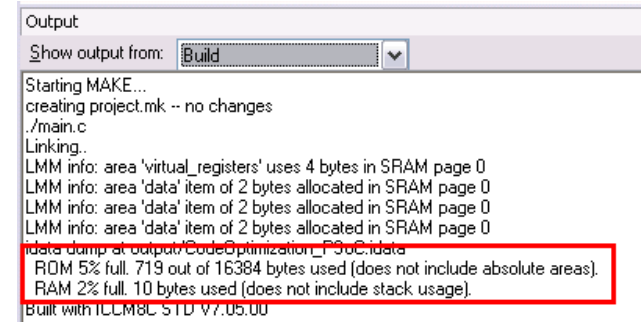 Output
Show output from: Build
Starting MAKE...
creating project.mk -- no changes
./main.c
Linking..
LMM info: area 'virtual_registers' uses 4 bytes in SRAM page 0
LMM info: area 'data' item of 2 bytes allocated in SRAM page 0
LMM info: area 'data' item of 2 bytes allocated in SRAM page 0
LMM info: area 'data' item of 2 bytes allocated in SRAM page 0
idata dump at output/CodeOptimization_PSoC.idata
ROM 5% full. 719 out of 16384 bytes used (does not include absolute areas).
RAM 2% full. 10 bytes used (does not include stack usage).
Built with ICCM8C STD V7.05.00